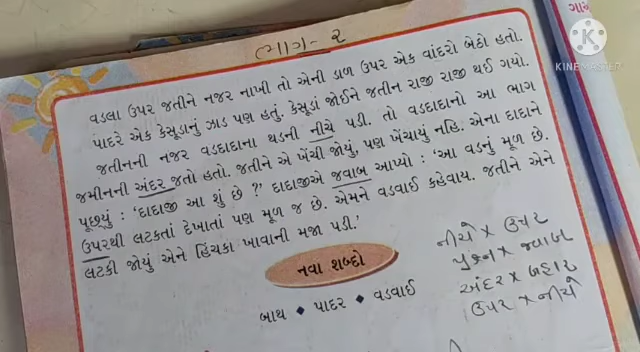 ભાગ-૨
વડલા ઉપર જતીને નજર નાખી તો એની ડાળ ઉપર એક વાંદરો બેઠો હતો.
પાદરે એક કેસૂડાનું ઝાડ પણ હતું. કેસૂડાં જોઈને જતીન રાજી રાજી થઈ ગયો.
જતીનની નજર વડદાદાના થડની નીચે પડી. તો વડદાદાનો આ ભાગ
જમીનની અંદર જતો હતો. જતીને એ ખેંચી જોયું, પણ ખેંચાયું નહિ. એના દાદાને
પૂછ્યું : ‘દાદાજી આ શું છે ?’ દાદાજીએ જવાબ આપ્યો : ‘આ વડનું મૂળ છે.
ઉપરથી લટકતાં દેખાતાં પણ મૂળ જ છે. એમને વડવાઈ કહેવાય. જતીને એને
લટકી જોયું એને હિંચકા ખાવાની મજા પડી.’
નવા શબ્દો
બાથ ◆ પાદર ◆ વડવાઈ
નીચે × ઉપર
પ્રશ્ન × જવાબ
અંદર × બહાર
ઉપર × નીચે
KINEMASTER